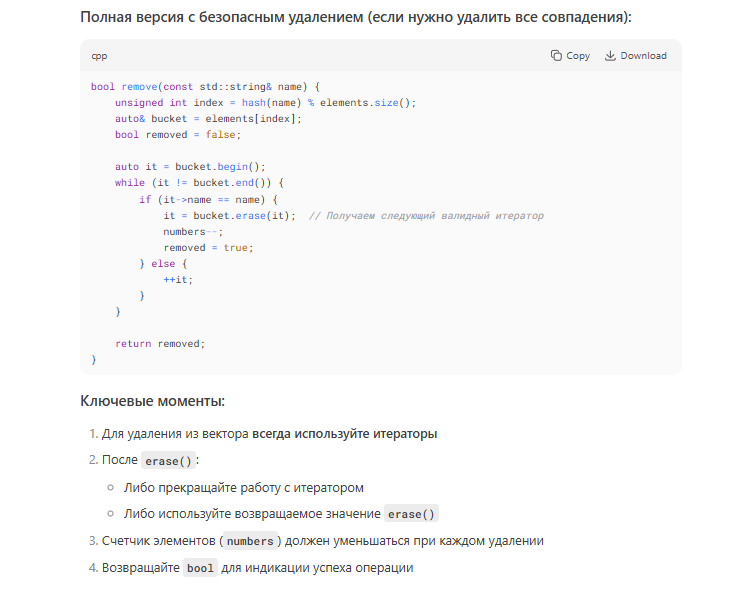 Полная версия с безопасным удалением (если нужно удалить все совпадения):
cpp
Copy
Download
bool remove(const std::string& name) {
    unsigned int index = hash(name) % elements.size();
    auto& bucket = elements[index];
    bool removed = false;

    auto it = bucket.begin();
    while (it != bucket.end()) {
        if (it->name == name) {
            it = bucket.erase(it);  // Получаем следующий валидный итератор
            numbers--;
            removed = true;
        } else {
            ++it;
        }
    }

    return removed;
}
Ключевые моменты:
1. Для удаления из вектора всегда используйте итераторы
2. После erase():
Либо прекращайте работу с итератором
Либо используйте возвращаемое значение erase()
3. Счетчик элементов (numbers) должен уменьшаться при каждом удалении
4. Возвращайте bool для индикации успеха операции